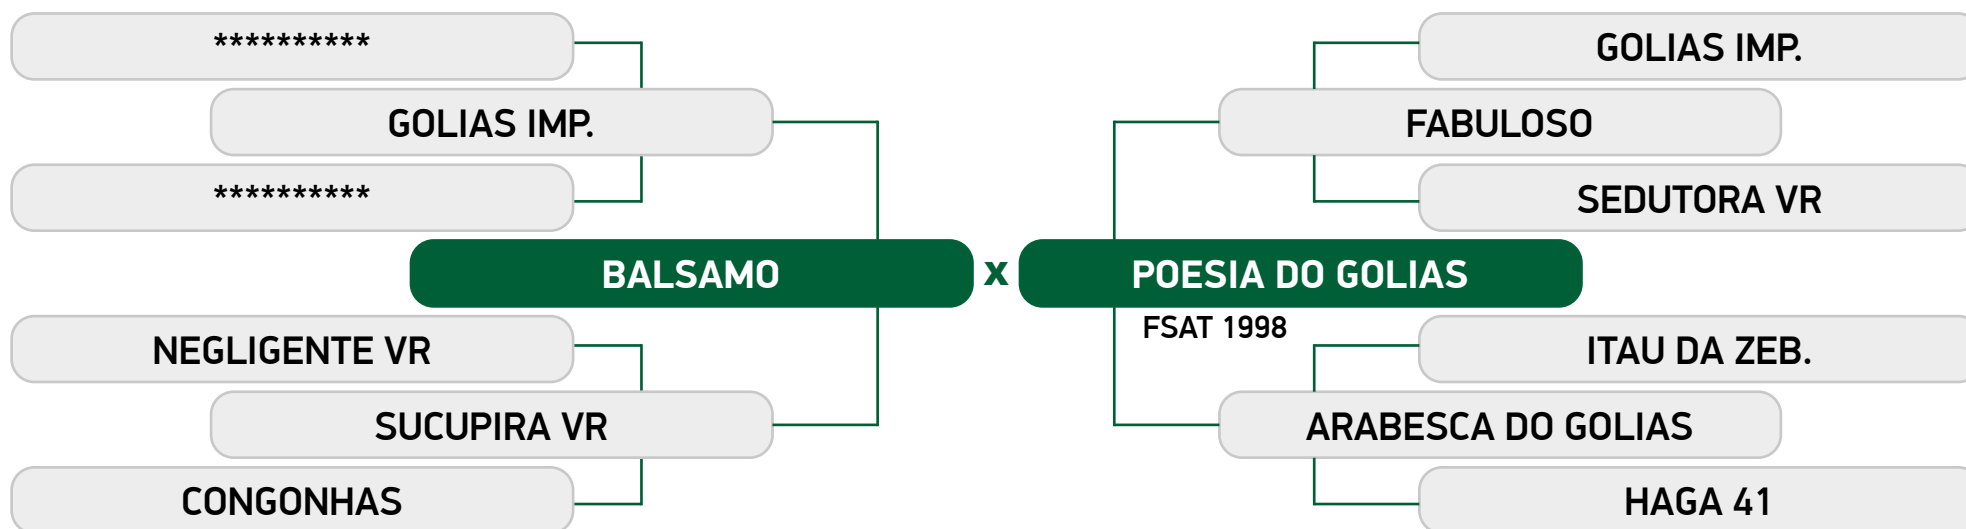 **********
GOLIAS IMP.
GOLIAS IMP.
FABULOSO
**********
SEDUTORA VR
BALSAMO x POESIA DO GOLIAS
FSAT 1998
NEGLIGENTE VR
ITAU DA ZEB.
SUCUPIRA VR
ARABESCA DO GOLIAS
CONGONHAS
HAGA 41